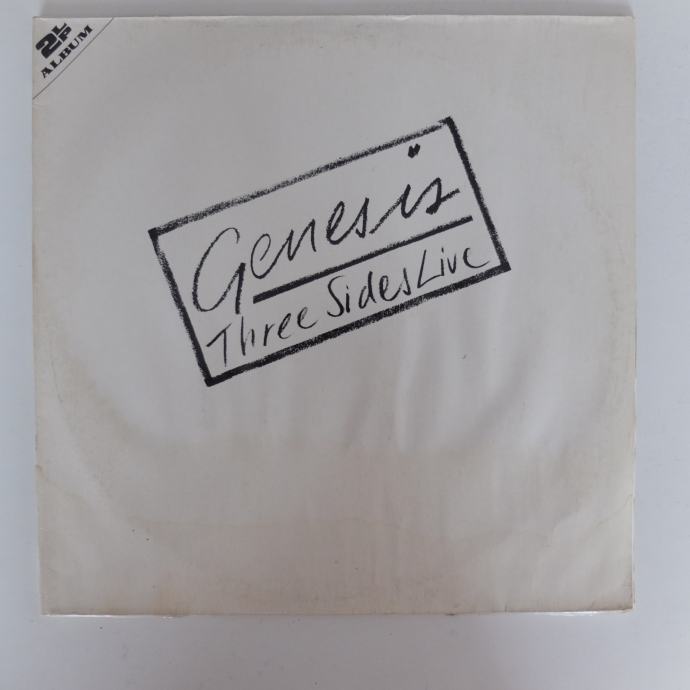 2LP
ALBUM
Genesis
Three Sides Live